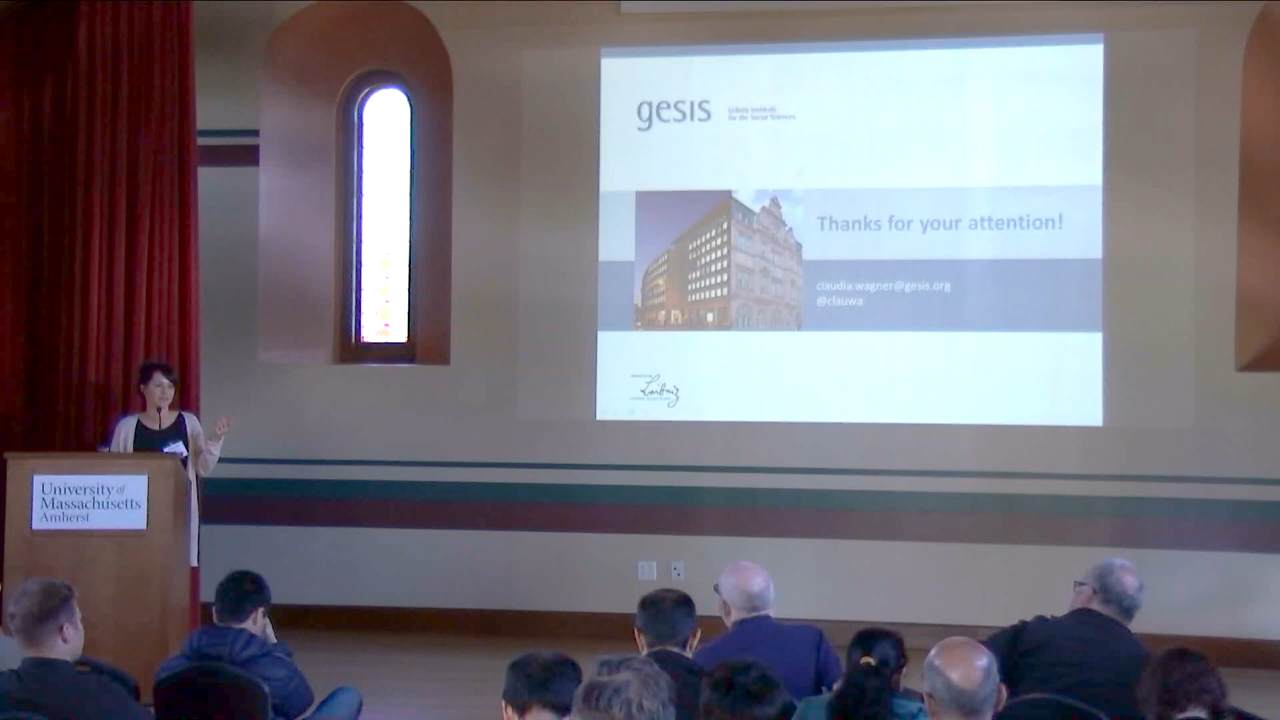 gesis
Leibniz Institute
for the Social Sciences
Thanks for your attention!
claudia.wagner@gesis.org
@clauwa
Leibniz
University of
Massachusetts
Amherst